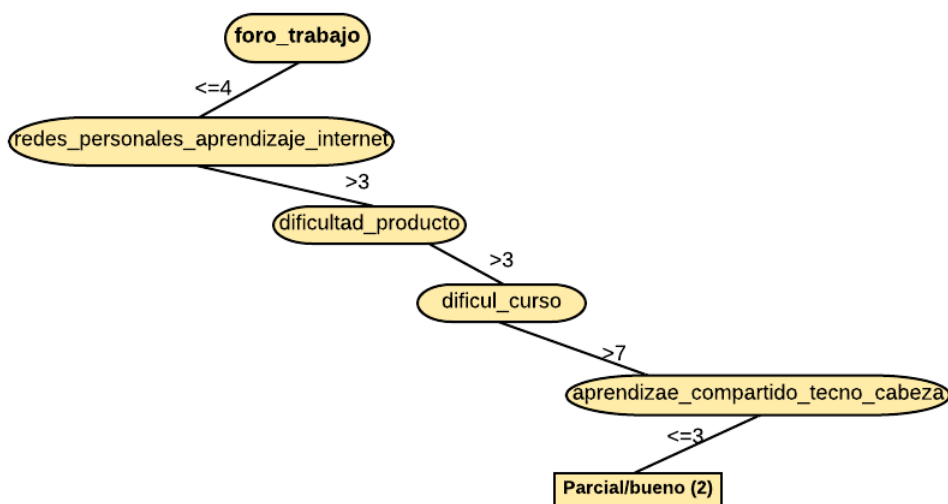 foro_trabajo
<=4
redes_personales_aprendizaje_internet
>3
dificultad_producto
>3
dificul_curso
>7
aprendizae_compartido_tecno_cabeza
<=3
Parcial/bueno (2)